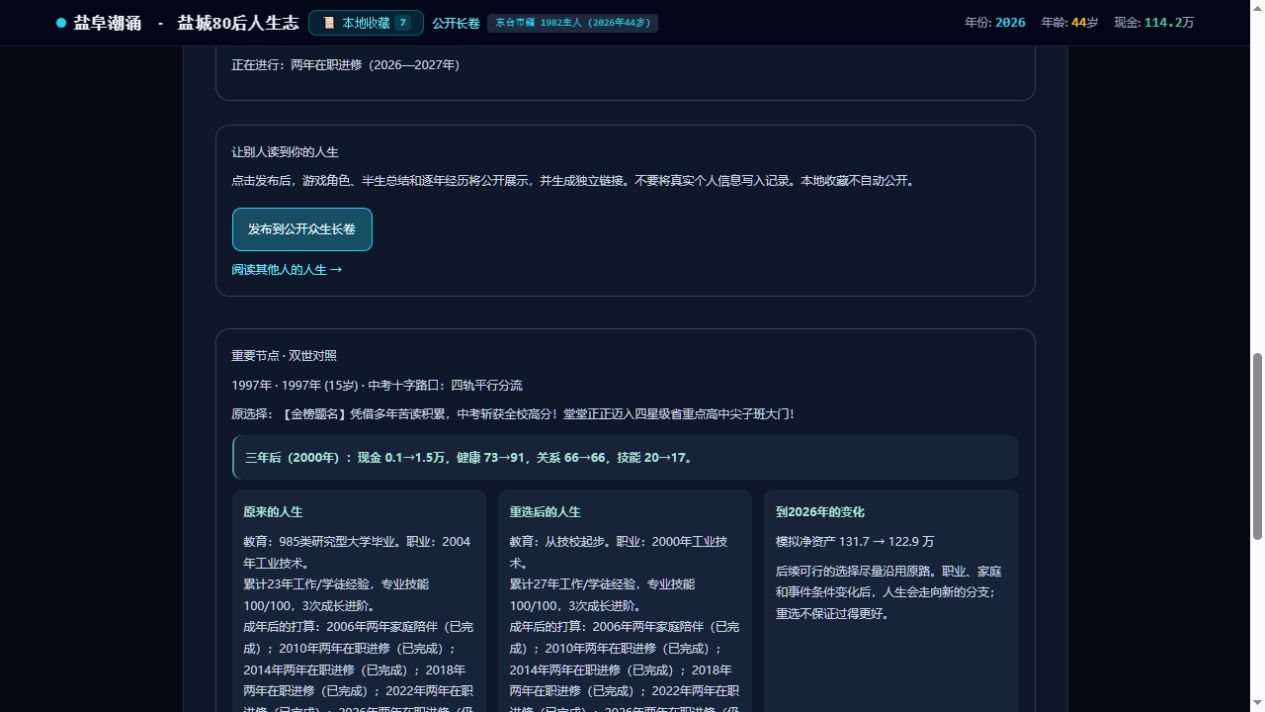 盐阜潮涌 · 盐城80后人生志
本地收藏 7
公开长卷
东台市籍 1982生人 (2026年44岁)
年份: 2026 年龄: 44岁 现金: 114.2万
正在进行：两年在职进修（2026—2027年）
让别人读到你的人生
点击发布后，游戏角色、半生总结和逐年经历将公开展示，并生成独立链接。不要将真实个人信息写入记录。本地收藏不自动公开。
发布到公开众生长卷
阅读其他人的人生 →
重要节点 · 双世对照
1997年 · 1997年 (15岁) · 中考十字路口：四轨平行分流
原选择：【金榜题名】凭借多年苦读积累，中考斩获全校高分！堂堂正正迈入四星级省重点高中尖子班大门！
三年后（2000年）：现金 0.1→1.5万，健康 73→91，关系 66→66，技能 20→17。
原来的人生
教育：985类研究型大学毕业。职业：2004
年工业技术。
累计23年工作/学徒经验，专业技能
100/100，3次成长进阶。
成年后的打算：2006年两年家庭陪伴（已完
成）；2010年两年在职进修（已完成）；
2014年两年在职进修（已完成）；2018年
两年在职进修（已完成）；2022年两年在职
重选后的人生
教育：从技校起步。职业：2000年工业技
术。
累计27年工作/学徒经验，专业技能
100/100，3次成长进阶。
成年后的打算：2006年两年家庭陪伴（已完
成）；2010年两年在职进修（已完成）；
2014年两年在职进修（已完成）；2018年
两年在职进修（已完成）；2022年两年在职
到2026年的变化
模拟净资产 131.7 → 122.9 万
后续可行的选择尽量沿用原路。职业、家庭
和事件条件变化后，人生会走向新的分支；
重选不保证过得更好。